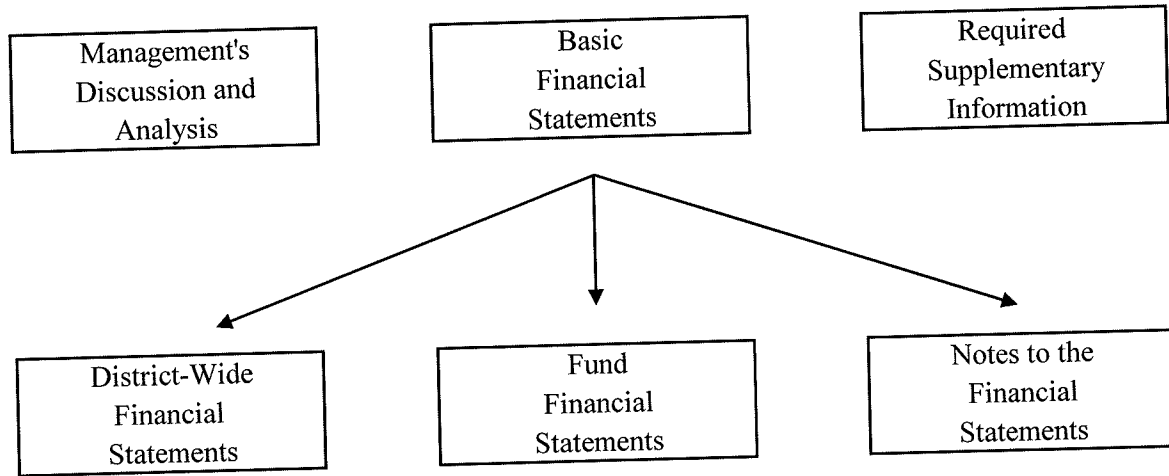 Management's
Discussion and
Analysis
Basic
Financial
Statements
Required
Supplementary
Information
District-Wide
Financial
Statements
Fund
Financial
Statements
Notes to the
Financial
Statements